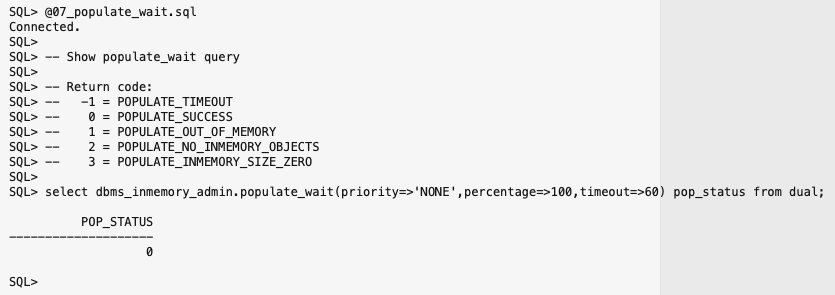 SQL> @07_populate_wait.sql
Connected.
SQL>
SQL> -- Show populate_wait query
SQL>
SQL> -- Return code:
SQL> --   -1 = POPULATE_TIMEOUT
SQL> --    0 = POPULATE_SUCCESS
SQL> --    1 = POPULATE_OUT_OF_MEMORY
SQL> --    2 = POPULATE_NO_INMEMORY_OBJECTS
SQL> --    3 = POPULATE_INMEMORY_SIZE_ZERO
SQL>
SQL> select dbms_inmemory_admin.populate_wait(priority=>'NONE',percentage=>100,timeout=>60) pop_status from dual;
POP_STATUS
--------------------
0
SQL>